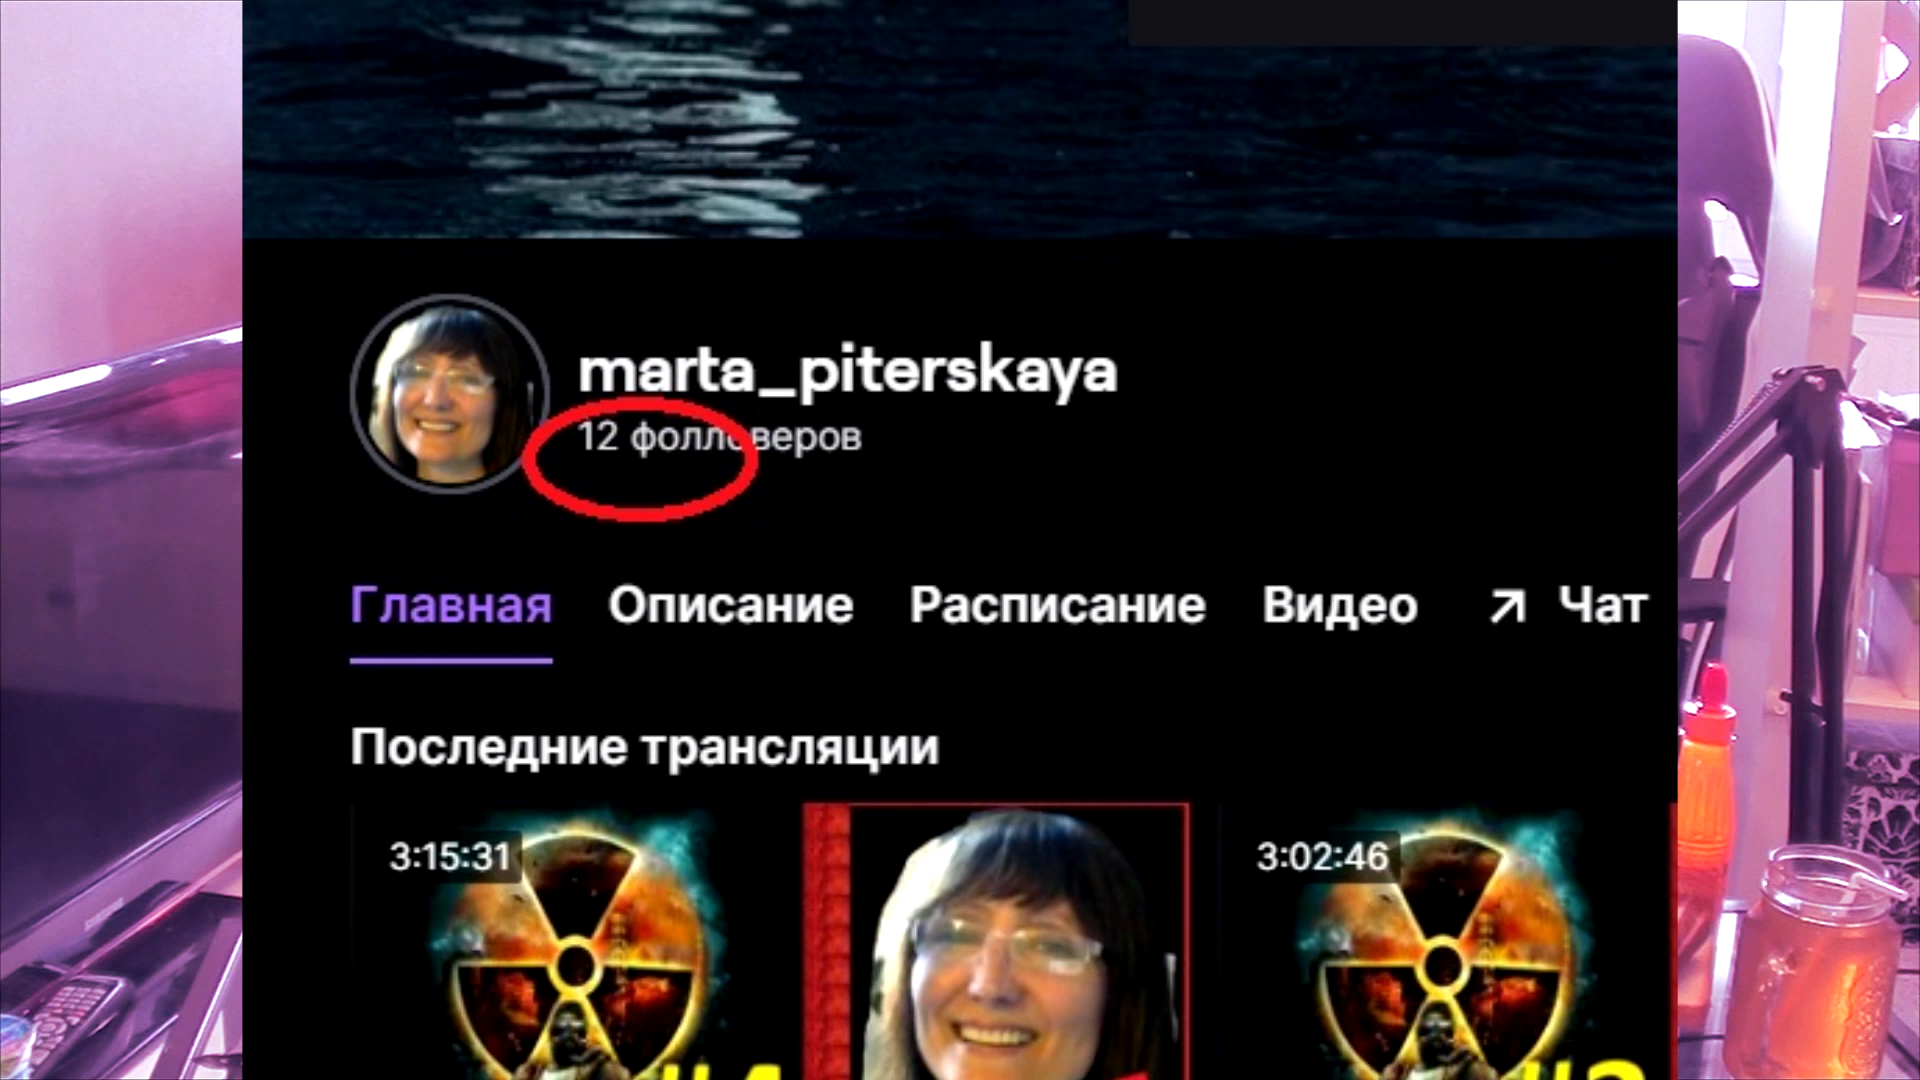 marta_piterskaya
12 фолловеров
Главная Описание Расписание Видео Чат
Последние трансляции
3:15:31 3:02:46